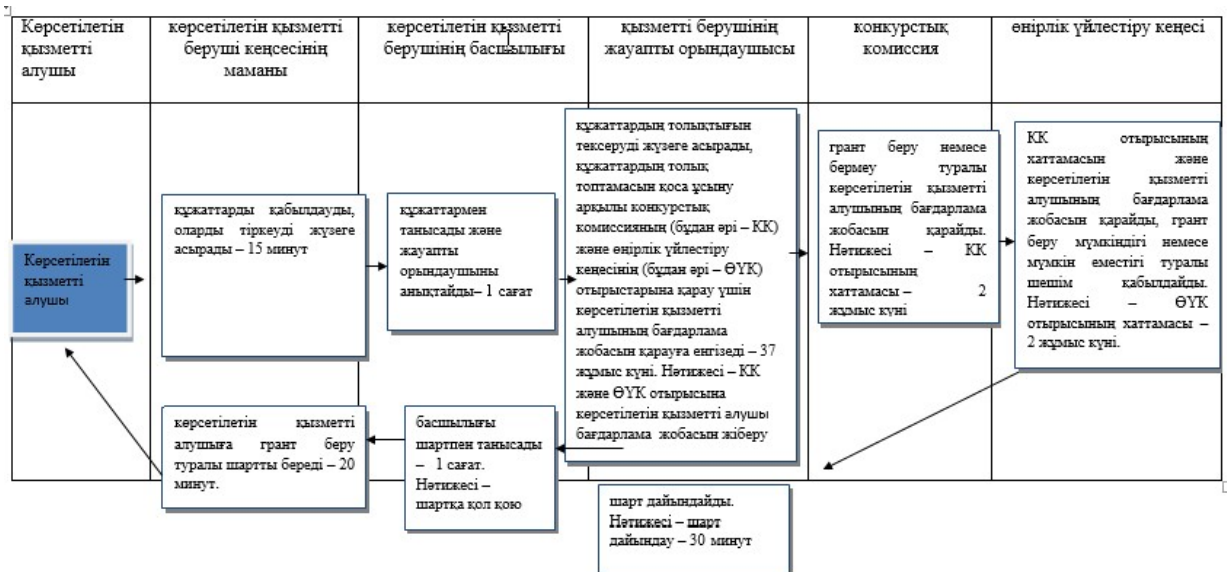 Көрсетілетін
қызметті
алушы
көрсетілетін қызметті
беруші кеңсесінің
маманы
көрсетілетін қызметті
берушінің басшылығы
қызметті берушінің
жауапты орындаушысы
конкурстық
комиссия
өңірлік үйлестіру кеңесі
Көрсетілетін
қызметті
алушы
құжаттарды қабылдауды,
оларды тіркеуді жүзеге
асырады – 15 минут
құжаттармен
танысады және
жауапты
орындаушыны
анықтайды– 1 сағат
құжаттардың толықтығын
тексеруді жүзеге асырады,
құжаттардың толық
топтамасын қоса ұсыну
арқылы конкурстық
комиссияның (бұдан әрі – КК)
және өңірлік үйлестіру
кеңесінің (бұдан әрі – ӨҮК)
отырыстарына қарау үшін
көрсетілетін қызметті
алушының бағдарлама
жобасын қарауға енгізеді – 37
жұмыс күні. Нәтижесі – КК
және ӨҮК отырысына
көрсетілетін қызметті алушы
бағдарлама жобасын жіберу
грант беру немесе
бермеу туралы
көрсетілетін қызметті
алушының бағдарлама
жобасын қарайды.
Нәтижесі – КК
отырысының
хаттамасы – 2
жұмыс күні
КК отырысының
хаттамасын және
көрсетілетін қызметті
алушының бағдарлама
жобасын қарайды, грант
беру мүмкіндігі немесе
мүмкін еместігі туралы
шешім қабылдайды.
Нәтижесі – ӨҮК
отырысының хаттамасы –
2 жұмыс күні.
шарт дайындайды.
Нәтижесі – шарт
дайындау – 30 минут
басшылығы
шартпен танысады
– 1 сағат.
Нәтижесі –
шартқа қол қою
көрсетілетін қызметті
алушыға грант беру
туралы шартты береді – 20
минут.